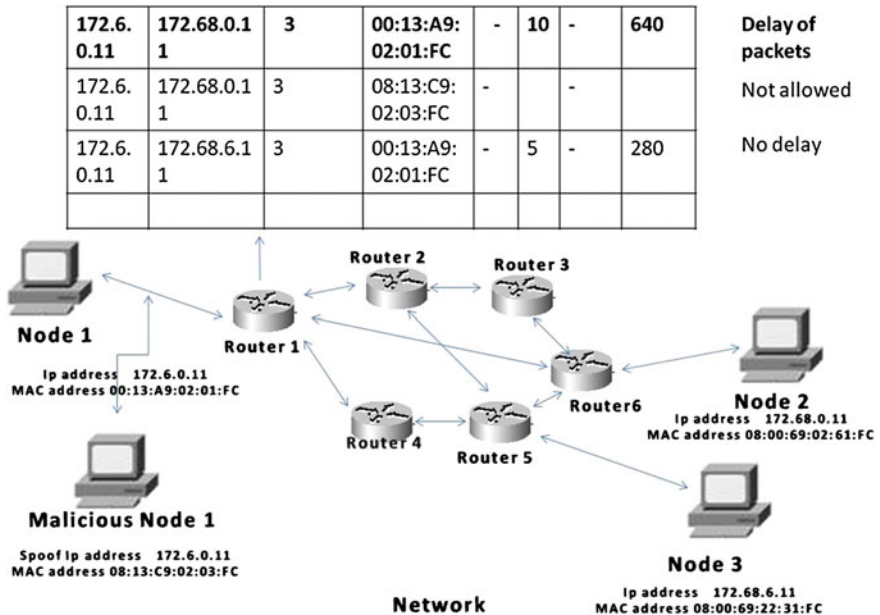 172.6. 172.68.0.1 3 00:13:A9: - 10 - 640 Delay of
0.11 1 02:01:FC packets
172.6. 172.68.0.1 3 08:13:C9: - - Not allowed
0.11 1 02:03:FC
172.6. 172.68.6.1 3 00:13:A9: - 5 - 280 No delay
0.11 1 02:01:FC
Router 2
Router 3
Node 1
Router 1
Ip address 172.6.0.11
MAC address 00:13:A9:02:01:FC
Router6
Node 2
Ip address 172.68.0.11
MAC address 08:00:69:02:61:FC
Router 4
Router 5
Malicious Node 1
Spoof Ip address 172.6.0.11
MAC address 08:13:C9:02:03:FC
Node 3
Ip address 172.68.6.11
MAC address 08:00:69:22:31:FC
Network